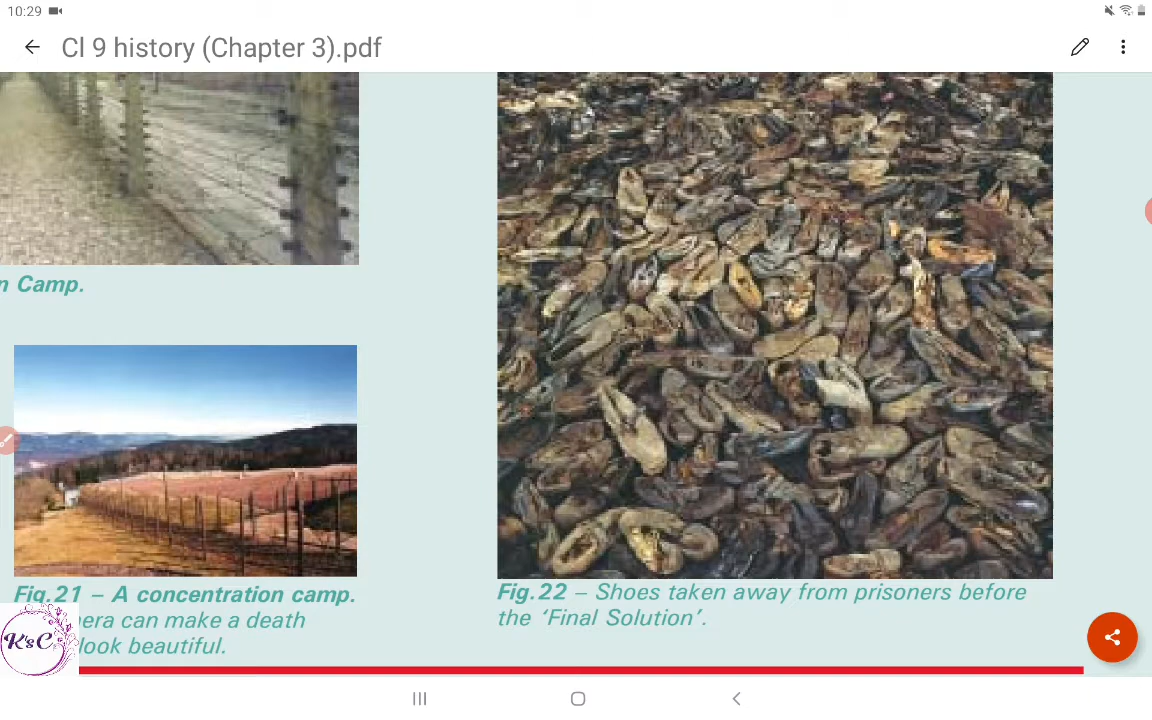 10:29
Cl 9 history (Chapter 3).pdf
n Camp.
Fig.21 – A concentration camp.
era can make a death
look beautiful.
Fig.22 – Shoes taken away from prisoners before
the ‘Final Solution’.
K'sC